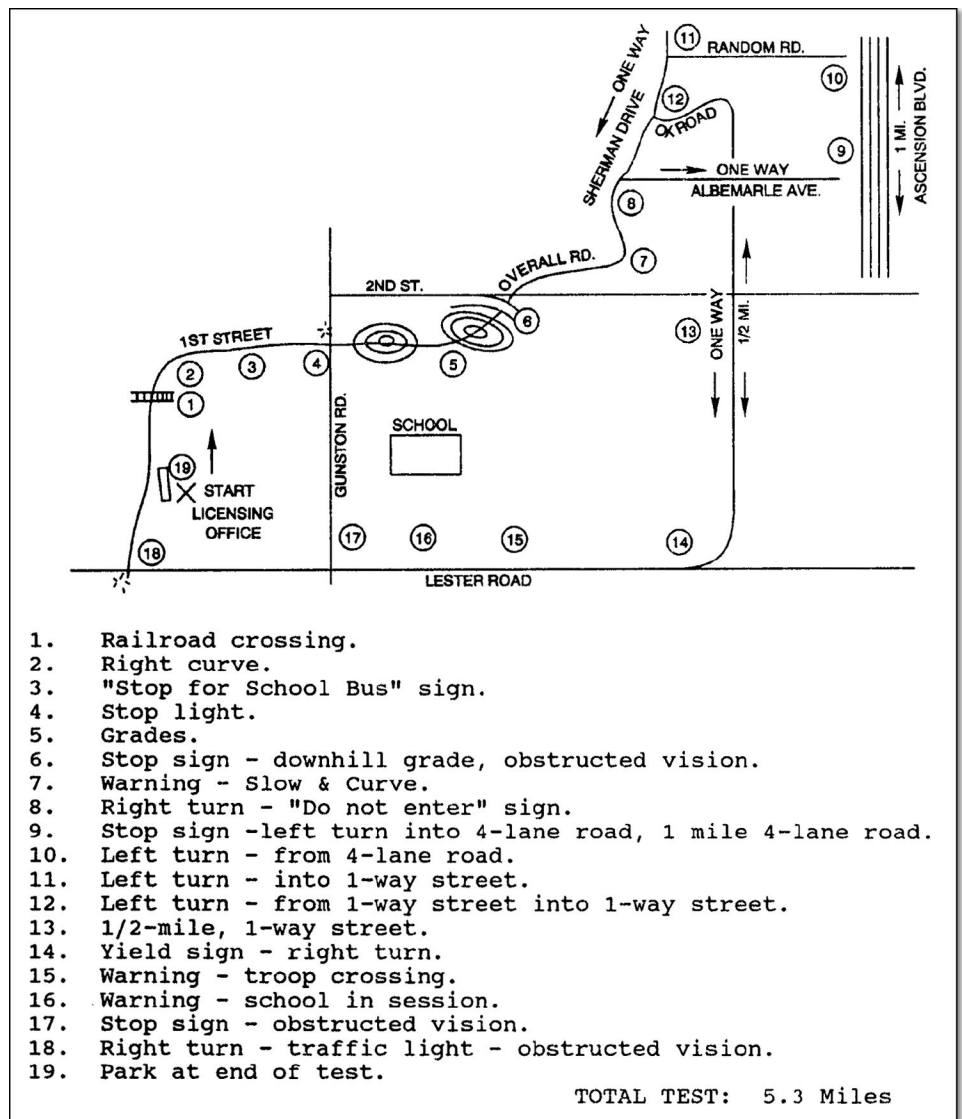 11
RANDOM RD.
ONE WAY
10
12
OK ROAD
SHERMAN DRIVE
1 MI.
ASCENSION BLVD.
9
ONE WAY
ALBEMARLE AVE.
8
7
OVERALL RD.
2ND ST.
6
13
ONE WAY
1/2 MI.
1ST STREET
2
3
4
5
1
GUNSTON RD.
SCHOOL
19
START
LICENSING
OFFICE
18
17
16
15
14
LESTER ROAD
1. Railroad crossing.
2. Right curve.
3. "Stop for School Bus" sign.
4. Stop light.
5. Grades.
6. Stop sign - downhill grade, obstructed vision.
7. Warning - Slow & Curve.
8. Right turn - "Do not enter" sign.
9. Stop sign -left turn into 4-lane road, 1 mile 4-lane road.
10. Left turn - from 4-lane road.
11. Left turn - into 1-way street.
12. Left turn - from 1-way street into 1-way street.
13. 1/2-mile, 1-way street.
14. Yield sign - right turn.
15. Warning - troop crossing.
16. Warning - school in session.
17. Stop sign - obstructed vision.
18. Right turn - traffic light - obstructed vision.
19. Park at end of test.
TOTAL TEST: 5.3 Miles